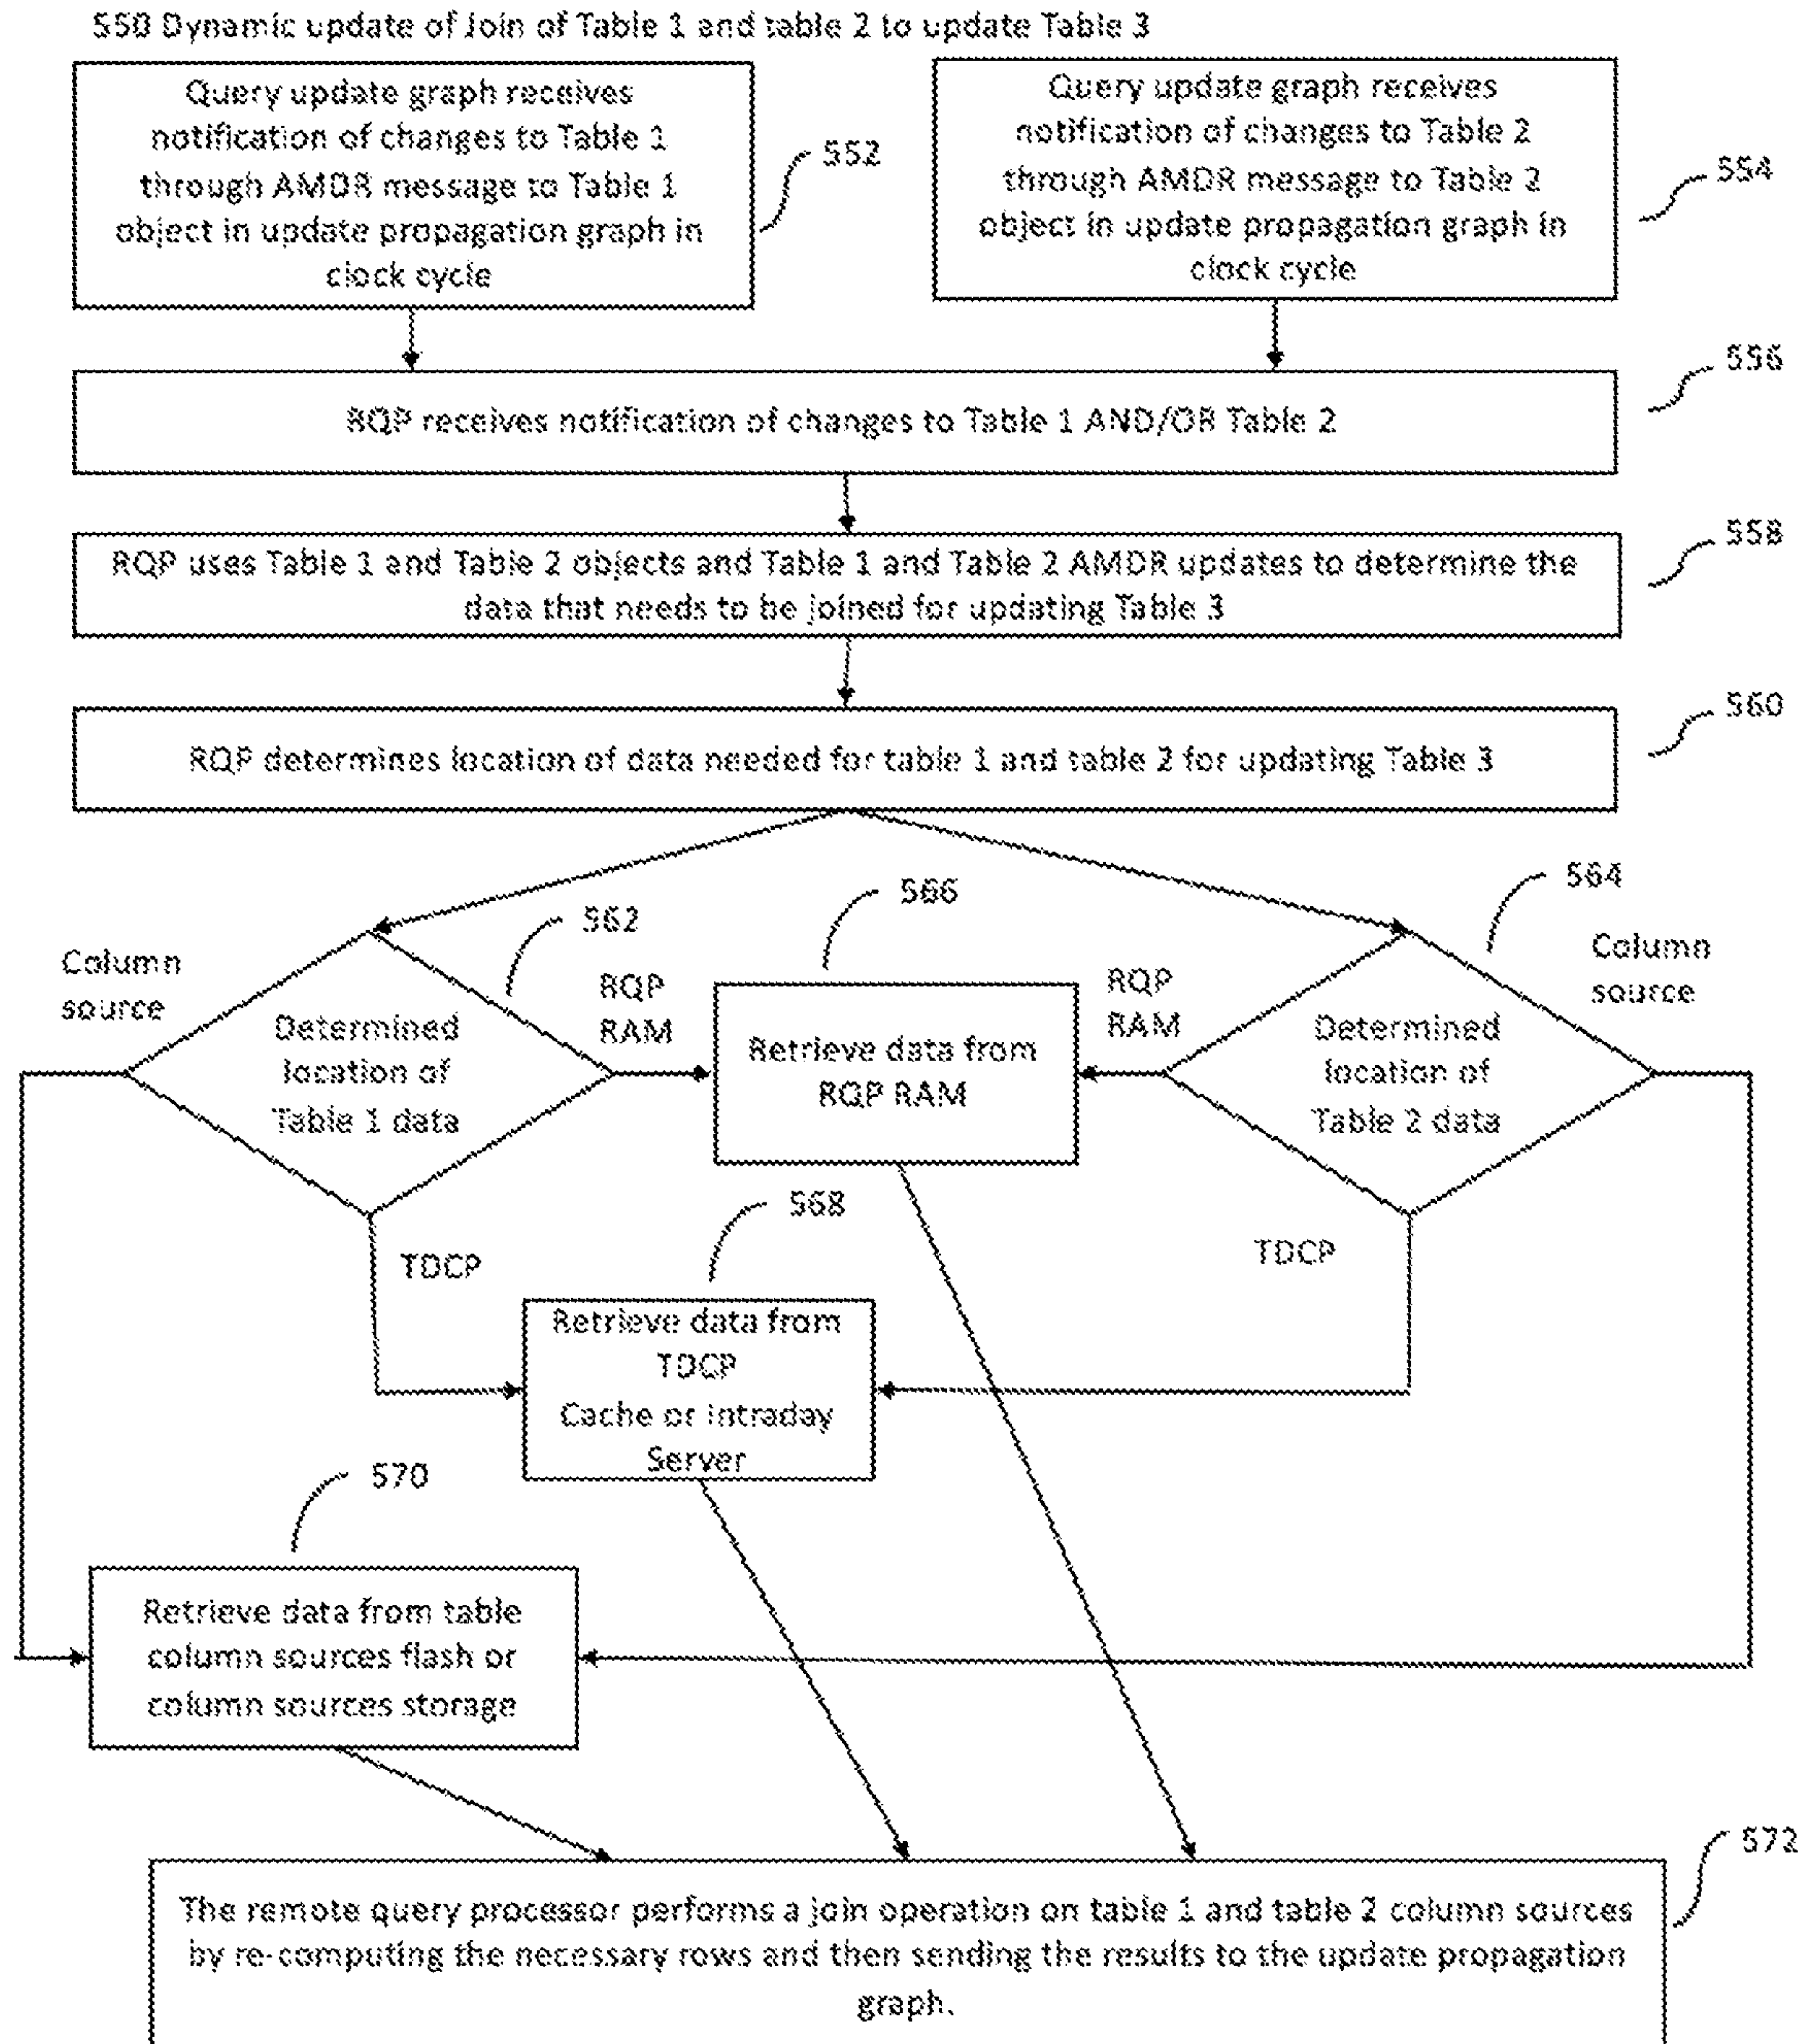 550 Dynamic update of Join of Table 1 and table 2 to update Table 3
Query update graph receives
notification of changes to Table 1
through AMDR message to Table 1
object in update propagation graph in
clock cycle
552
Query update graph receives
notification of changes to Table 2
through AMDR message to Table 2
object in update propagation graph in
clock cycle
554
RQP receives notification of changes to Table 1 AND/OR Table 2
556
RQP uses Table 1 and Table 2 objects and Table 1 and Table 2 AMDR updates to determine the
data that needs to be joined for updating Table 3
558
RQP determines location of data needed for table 1 and table 2 for updating Table 3
560
Column
source
Determined
location of
Table 1 data
562
RQP
RAM
566
Retrieve data from
RQP RAM
RQP
RAM
Determined
location of
Table 2 data
564
Column
source
TDCP
568
TDCP
Retrieve data from
TDCP
Cache or Intraday
Server
570
Retrieve data from table
column sources flash or
column sources storage
572
The remote query processor performs a join operation on table 1 and table 2 column sources
by re-computing the necessary rows and then sending the results to the update propagation
graph.